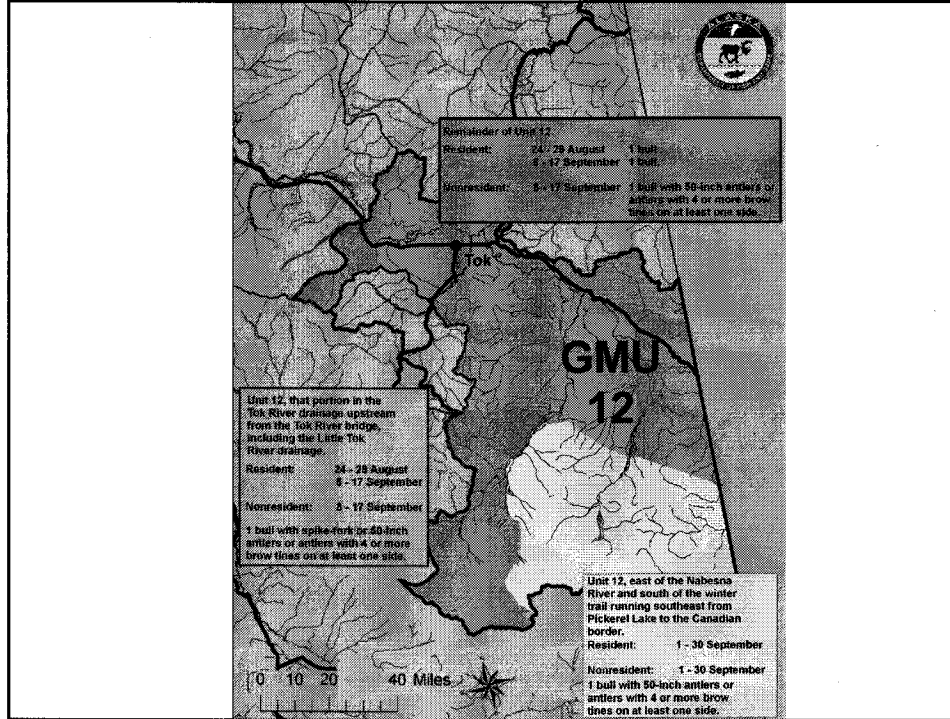 ALASKA
Remainder of Unit 12
Resident: 24 - 28 August 1 bull
8 - 17 September 1 bull.
Nonresident: 8 - 17 September 1 bull with 50-inch antlers or
antlers with 4 or more brow
tines on at least one side.
Tok
GMU
12
Unit 12, that portion in the
Tok River drainage upstream
from the Tok River bridge,
including the Little Tok
River drainage.
Resident: 24 - 28 August
8 - 17 September
Nonresident: 8 - 17 September
1 bull with spike-fork or 50-inch
antlers or antlers with 4 or more
brow tines on at least one side.
Unit 12, east of the Nabesna
River and south of the winter
trail running southeast from
Pickerel Lake to the Canadian
border.
Resident: 1 - 30 September
Nonresident: 1 - 30 September
1 bull with 50-inch antlers or
antlers with 4 or more brow
tines on at least one side.
0 10 20 40 Miles